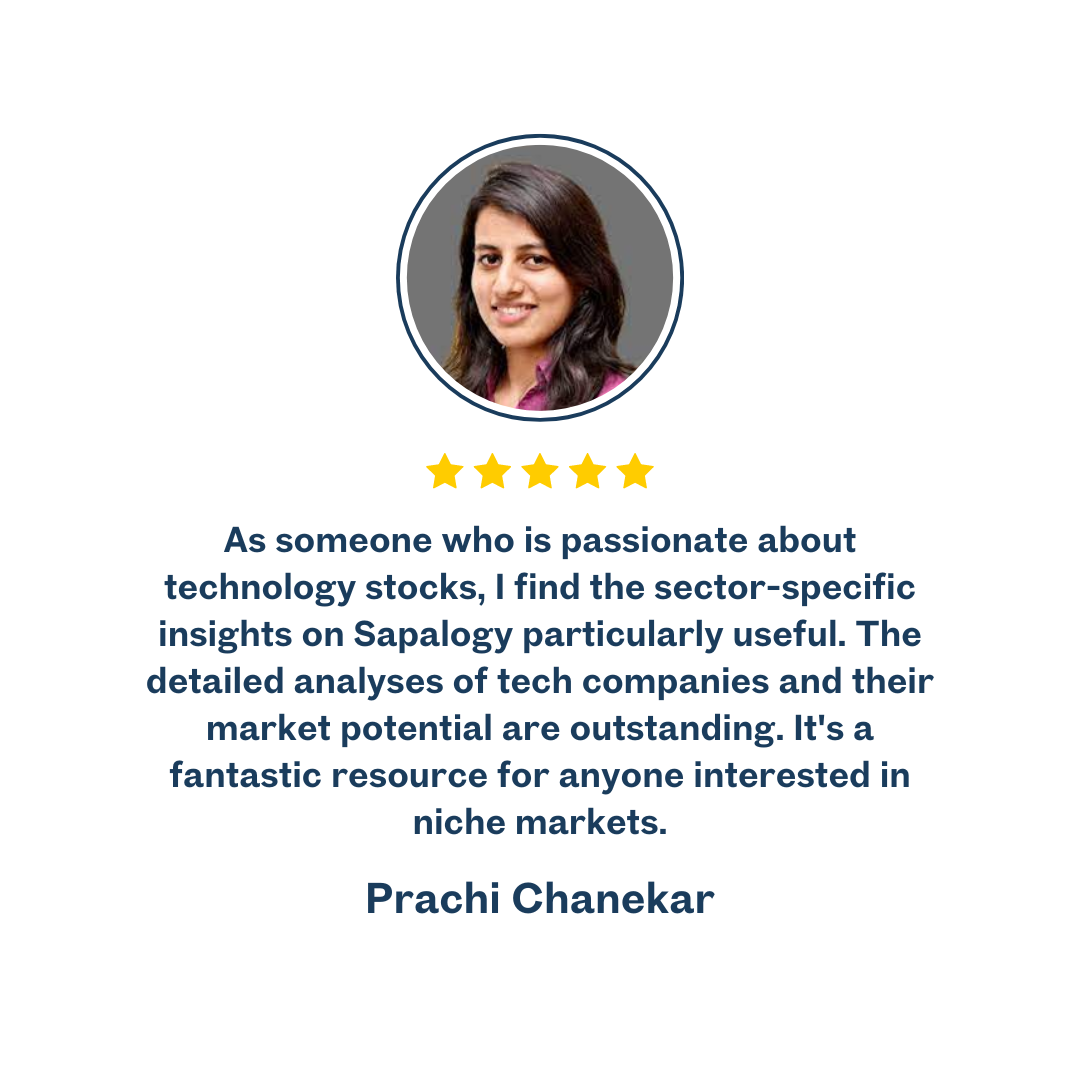 As someone who is passionate about
technology stocks, I find the sector-specific
insights on Sapalogy particularly useful. The
detailed analyses of tech companies and their
market potential are outstanding. It's a
fantastic resource for anyone interested in
niche markets.
Prachi Chanekar